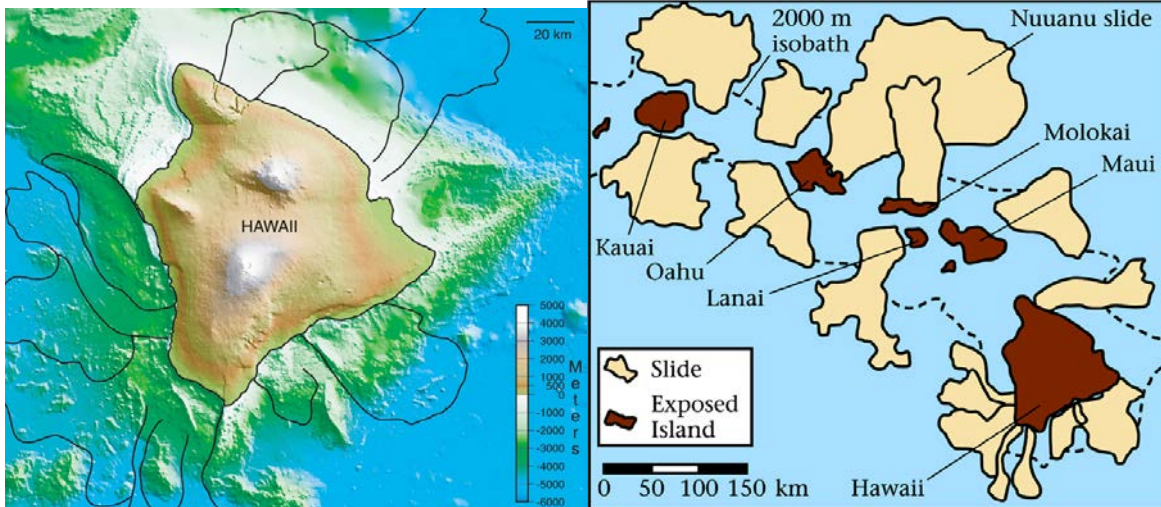 20 km
HAWAII
5000
4000
3000
2000
1000
500
0
-1000
-2000
-3000
-4000
-5000
-6000
Meters
Nuuanu slide
2000 m
isobath
Molokai
Maui
Kauai
Oahu
Lanai
Slide
Exposed
Island
0 50 100 150 km
Hawaii